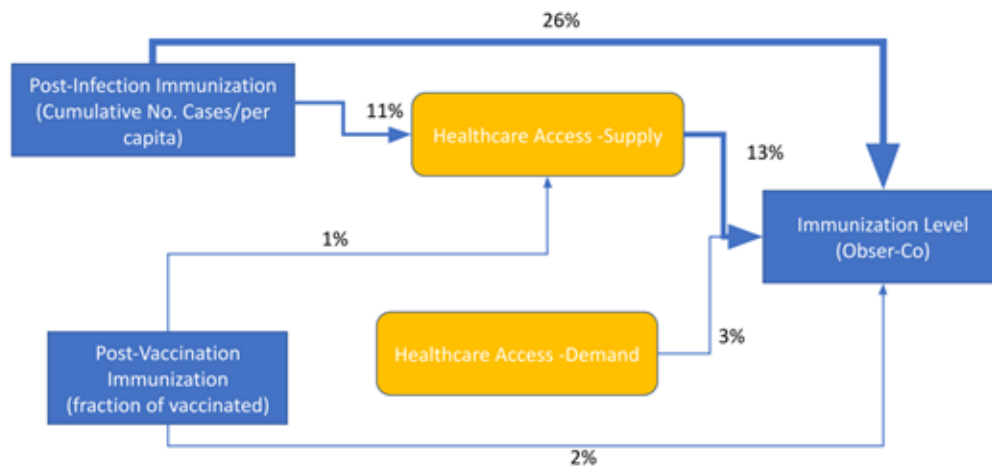 26%
Post-Infection Immunization
(Cumulative No. Cases/per
capita)
11%
Healthcare Access -Supply
13%
Immunization Level
(Obser-Co)
1%
Healthcare Access -Demand
3%
Post-Vaccination
Immunization
(fraction of vaccinated)
2%